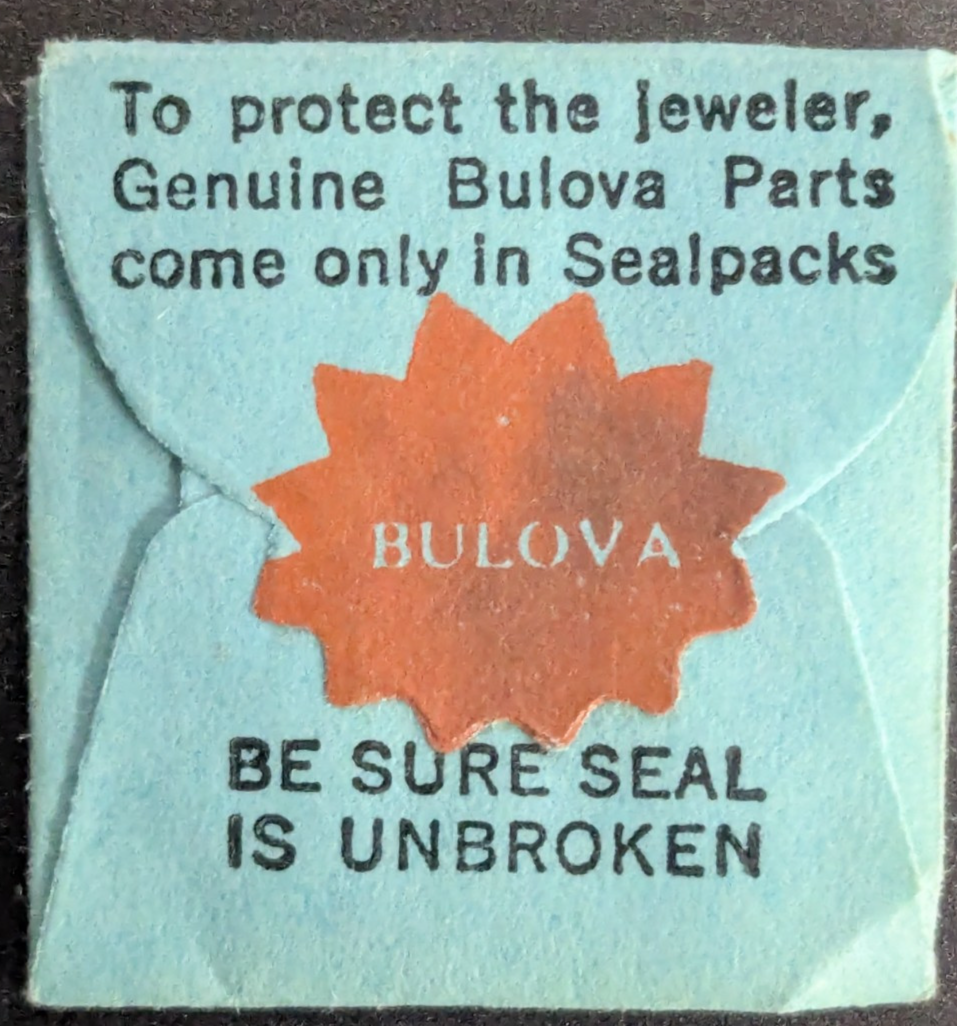 To protect the jeweler,
Genuine Bulova Parts
come only in Sealpacks
BULOVA
BE SURE SEAL
IS UNBROKEN